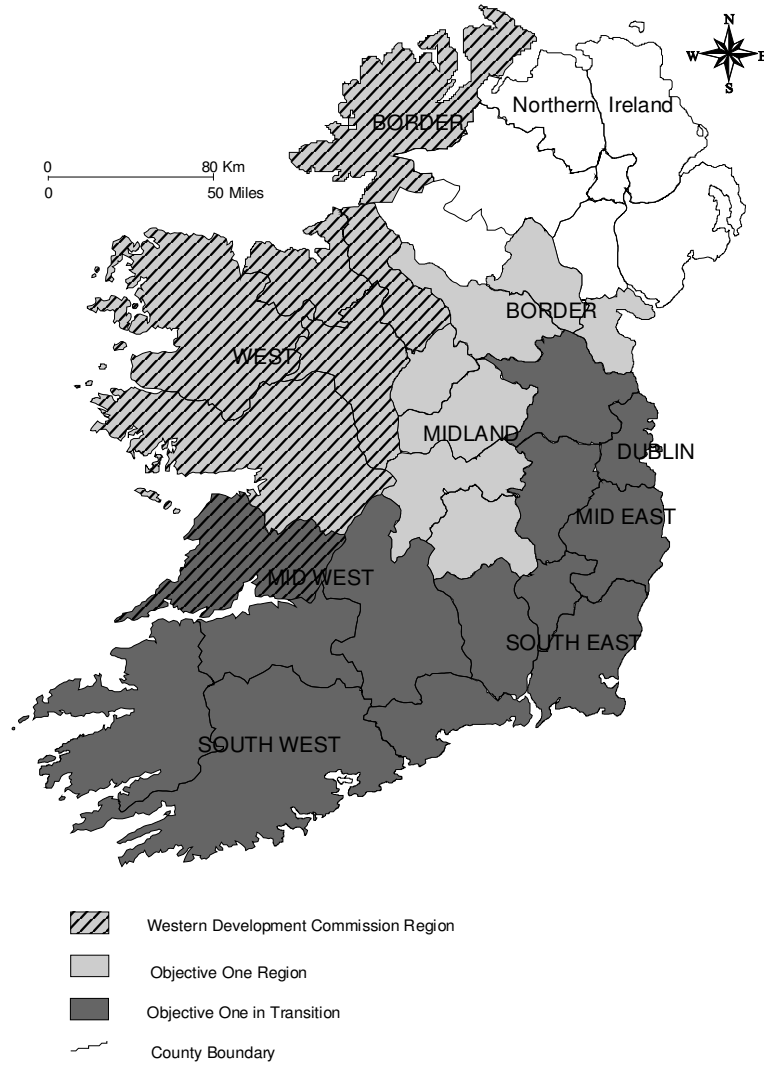 N
W E
S
Northern Ireland
BORDER
0 80 Km
0 50 Miles
BORDER
WEST
MIDLAND
DUBLIN
MID EAST
MID WEST
SOUTH EAST
SOUTH WEST
Western Development Commission Region
Objective One Region
Objective One in Transition
County Boundary